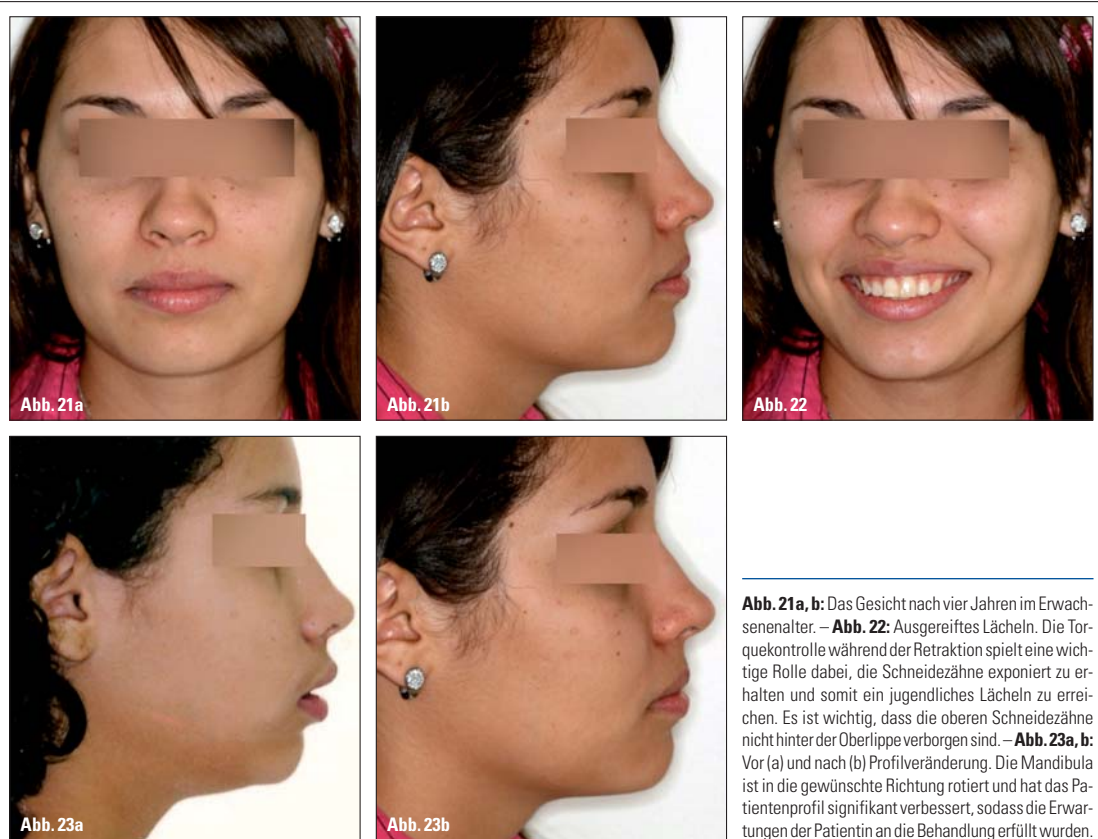 Abb. 21a
Abb. 21b
Abb. 22
Abb. 23a
Abb. 23b
Abb. 21a, b: Das Gesicht nach vier Jahren im Erwach-
senenalter. – Abb. 22: Ausgereiftes Lächeln. Die Tor-
quekontrolle während der Retraktion spielt eine wich-
tige Rolle dabei, die Schneidezähne exponiert zu er-
halten und somit ein jugendliches Lächeln zu errei-
chen. Es ist wichtig, dass die oberen Schneidezähne
nicht hinter der Oberlippe verborgen sind. – Abb. 23a, b:
Vor (a) und nach (b) Profilveränderung. Die Mandibula
ist in die gewünschte Richtung rotiert und hat das Pa-
tientenprofil signifikant verbessert, sodass die Erwar-
tungen der Patientin an die Behandlung erfüllt wurden.